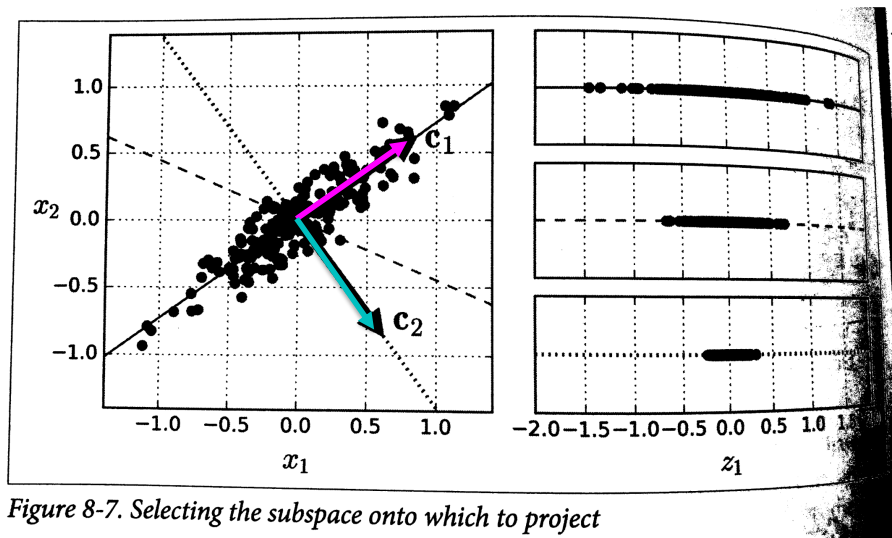 1.0
0.5
0.0
−0.5
−1.0
x₂
c₁
c₂
−1.0 −0.5 0.0 0.5 1.0
x₁
−2.0 −1.5 −1.0 −0.5 0.0 0.5 1.0
z₁
Figure 8-7. Selecting the subspace onto which to project